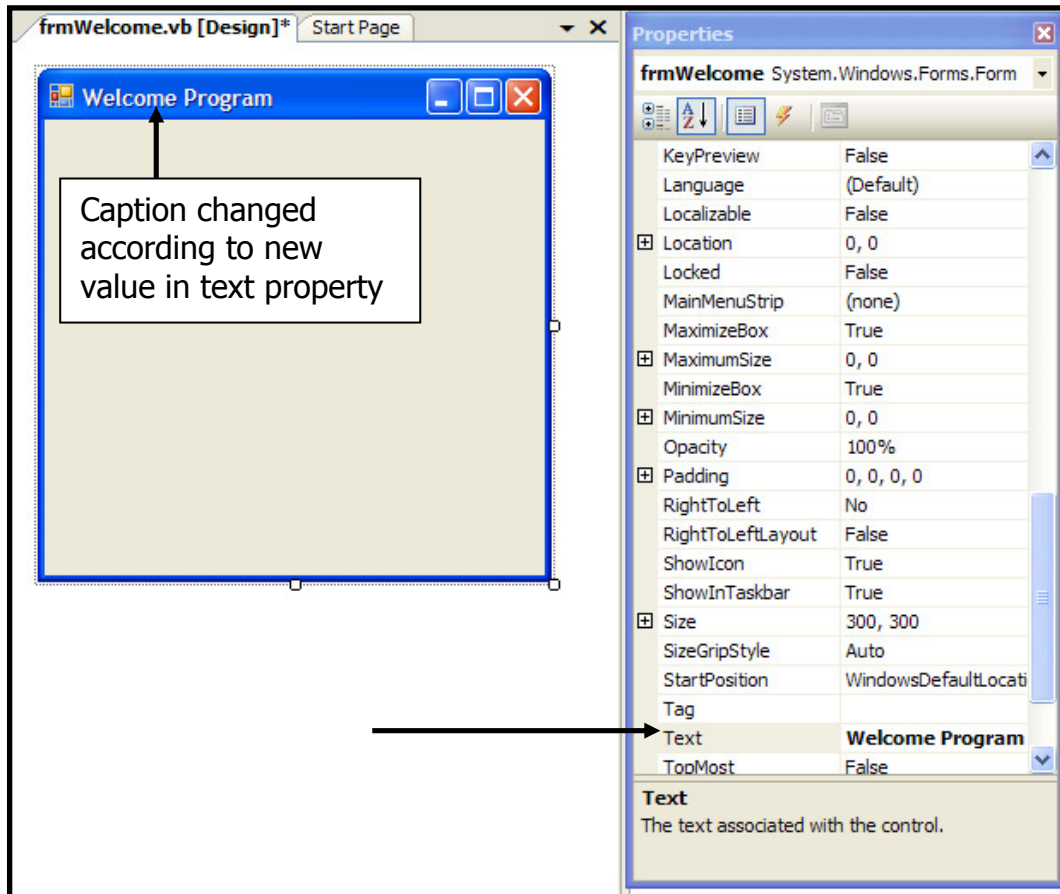 frmWelcome.vb [Design]* Start Page
Welcome Program
Caption changed
according to new
value in text property
Properties
frmWelcome System.Windows.Forms.Form
KeyPreview False
Language (Default)
Localizable False
Location 0, 0
Locked False
MainMenuStrip (none)
MaximizeBox True
MaximumSize 0, 0
MinimizeBox True
MinimumSize 0, 0
Opacity 100%
Padding 0, 0, 0, 0
RightToLeft No
RightToLeftLayout False
ShowIcon True
ShowInTaskbar True
Size 300, 300
SizeGripStyle Auto
StartPosition WindowsDefaultLocati
Tag
Text Welcome Program
TopMost False
Text
The text associated with the control.